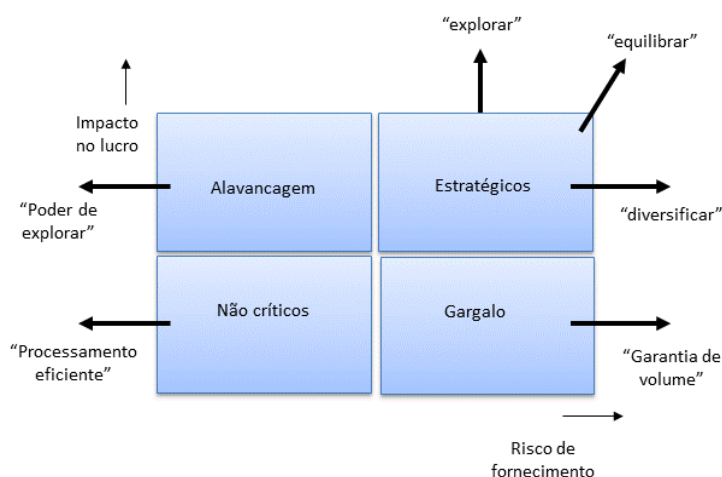 “explorar”
“equilibrar”
Impacto
no lucro
Alavancagem
Estratégicos
“Poder de
explorar”
“diversificar”
Não críticos
Gargalo
“Processamento
eficiente”
“Garantia de
volume”
Risco de
fornecimento